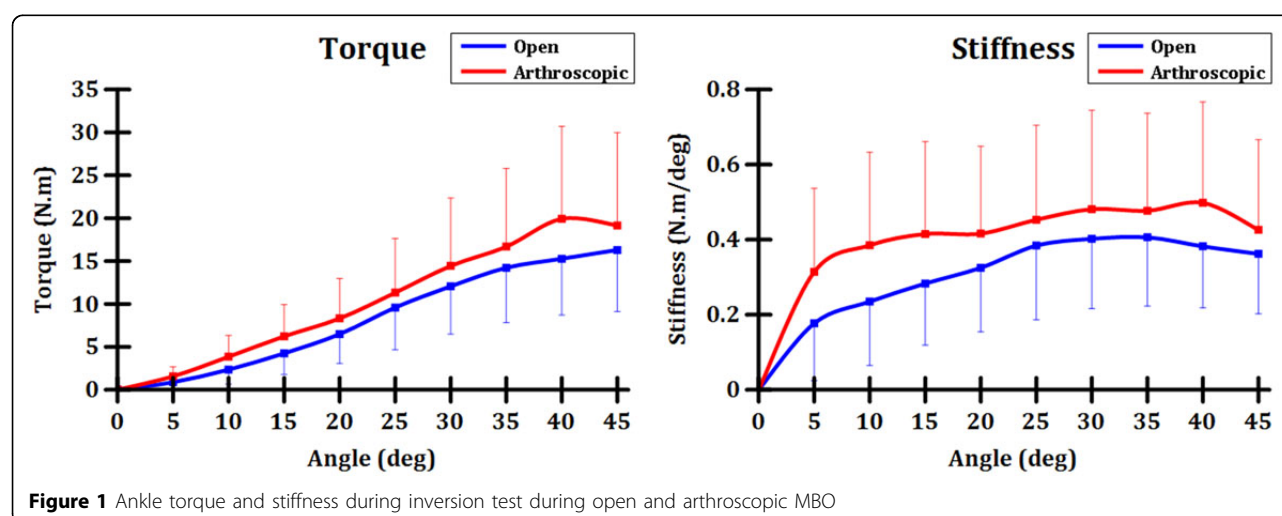 Torque
Open
Arthroscopic
35
30
25
20
15
10
5
0
Torque (N.m)
0 5 10 15 20 25 30 35 40 45
Angle (deg)
Stiffness
Open
Arthroscopic
0.8
0.6
0.4
0.2
0
Stiffness (N.m/deg)
0 5 10 15 20 25 30 35 40 45
Angle (deg)
Figure 1 Ankle torque and stiffness during inversion test during open and arthroscopic MBO